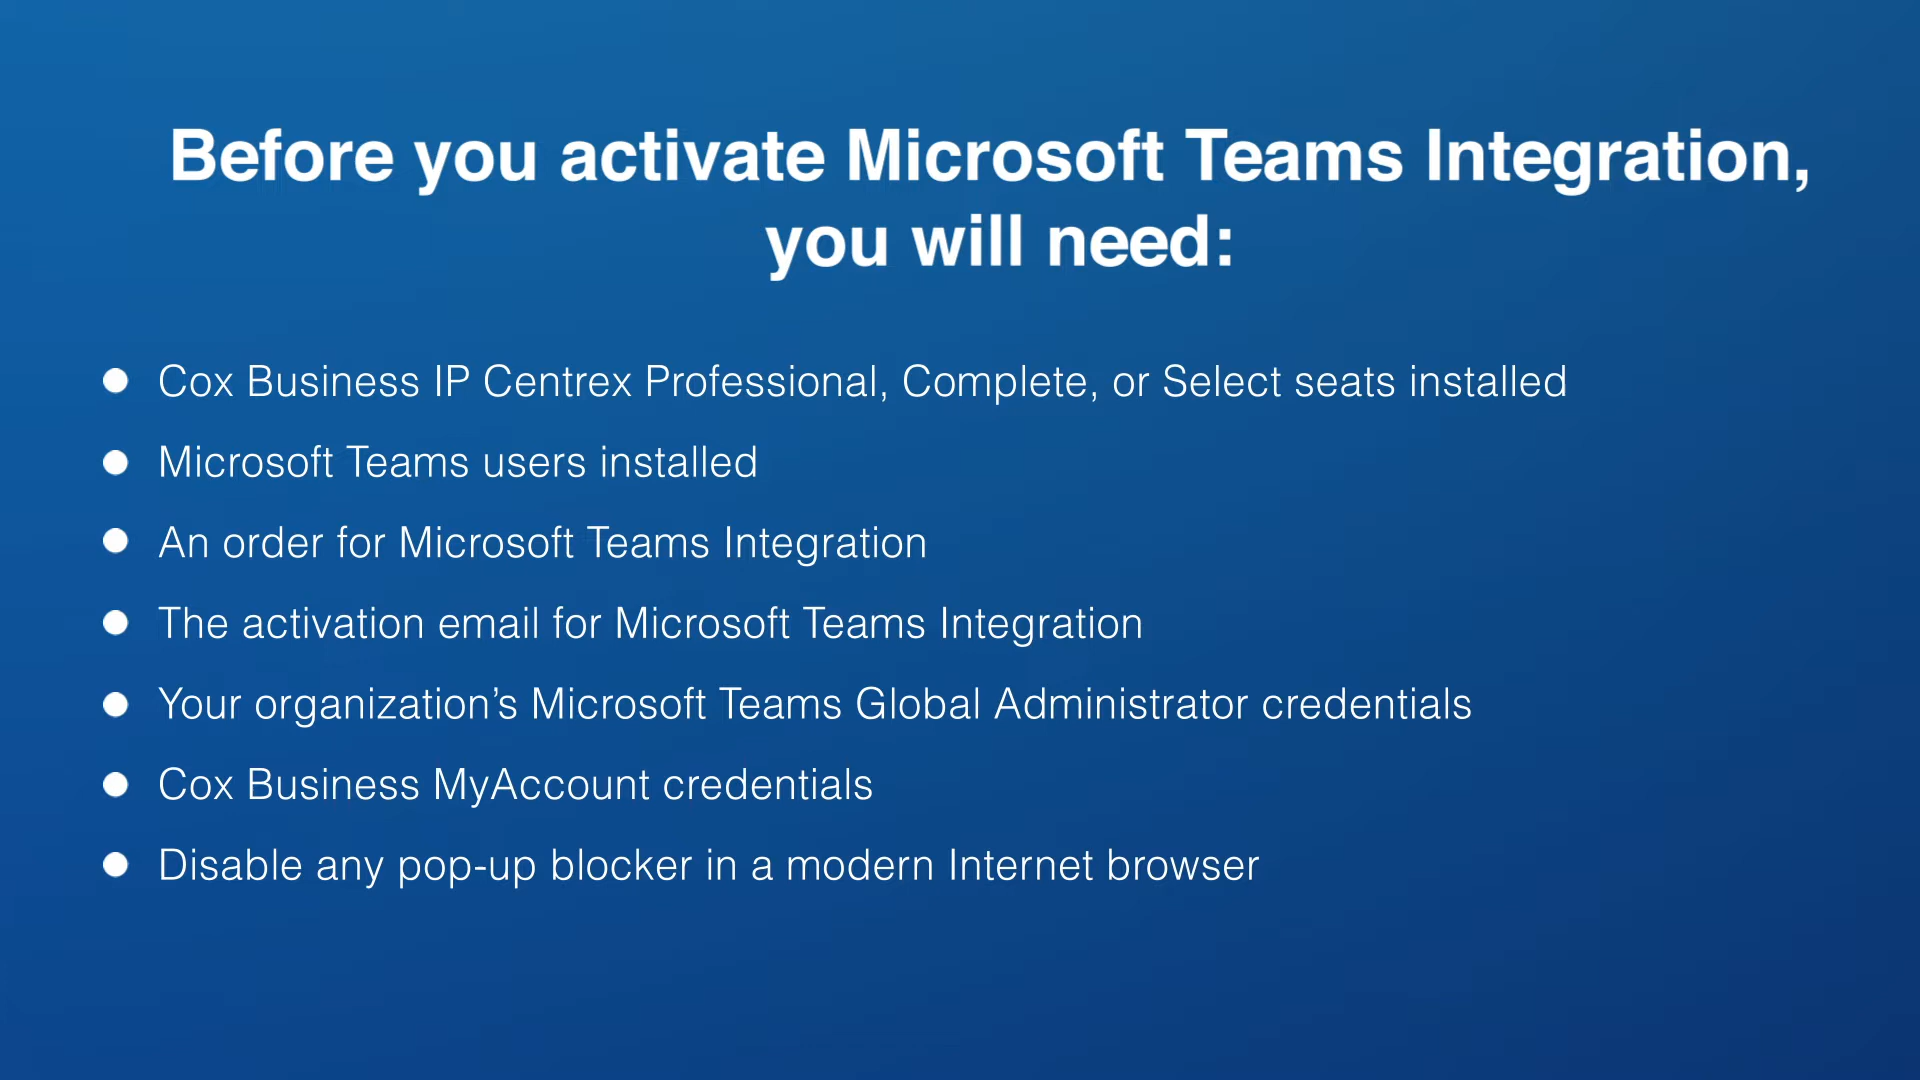 Before you activate Microsoft Teams Integration,
you will need:
Cox Business IP Centrex Professional, Complete, or Select seats installed
Microsoft Teams users installed
An order for Microsoft Teams Integration
The activation email for Microsoft Teams Integration
Your organization’s Microsoft Teams Global Administrator credentials
Cox Business MyAccount credentials
Disable any pop-up blocker in a modern Internet browser